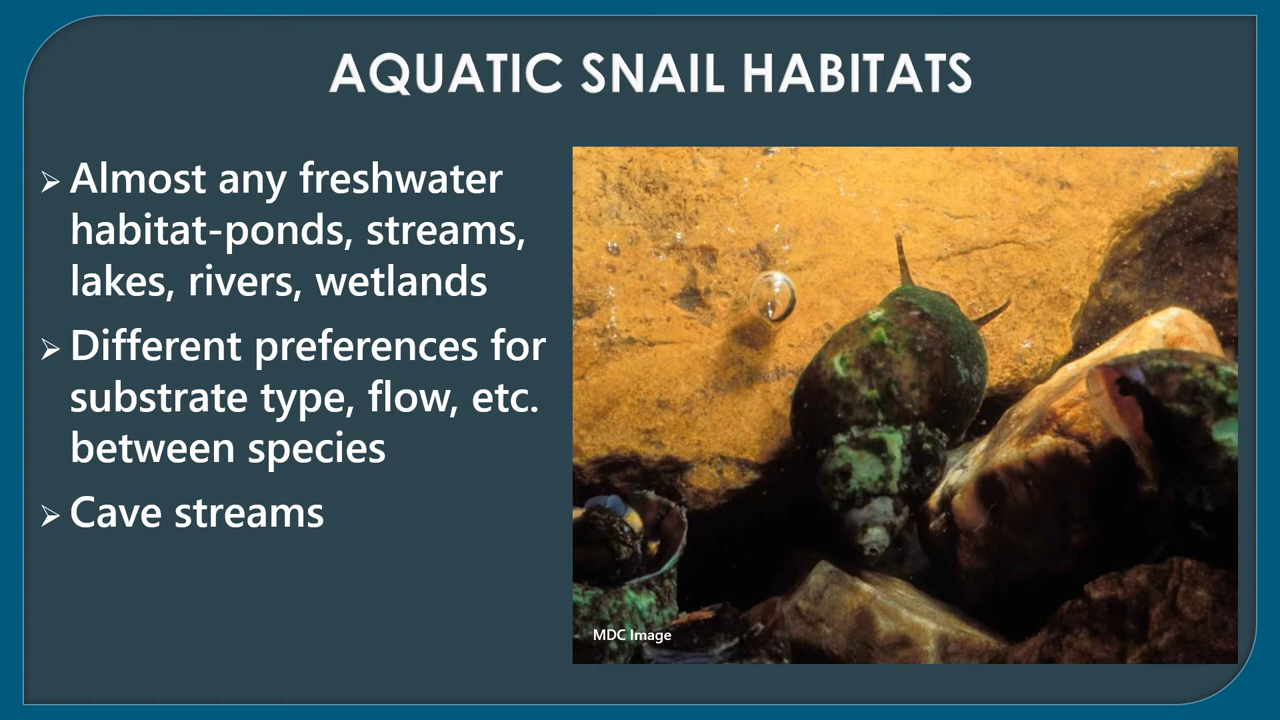 AQUATIC SNAIL HABITATS
➢ Almost any freshwater
habitat-ponds, streams,
lakes, rivers, wetlands
➢ Different preferences for
substrate type, flow, etc.
between species
➢ Cave streams
MDC Image